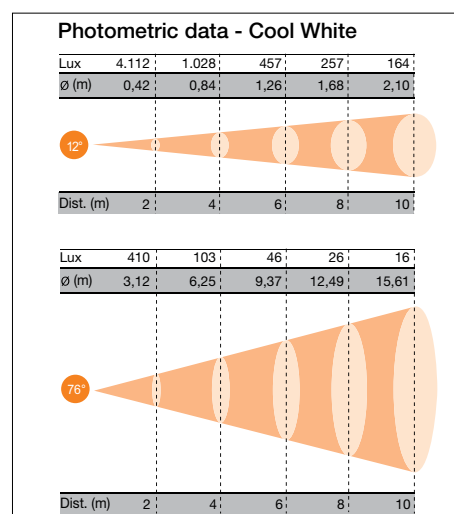 Photometric data - Cool White
Lux 4.112 1.028 457 257 164
Ø (m) 0,42 0,84 1,26 1,68 2,10
12°
Dist. (m) 2 4 6 8 10
Lux 410 103 46 26 16
Ø (m) 3,12 6,25 9,37 12,49 15,61
76°
Dist. (m) 2 4 6 8 10